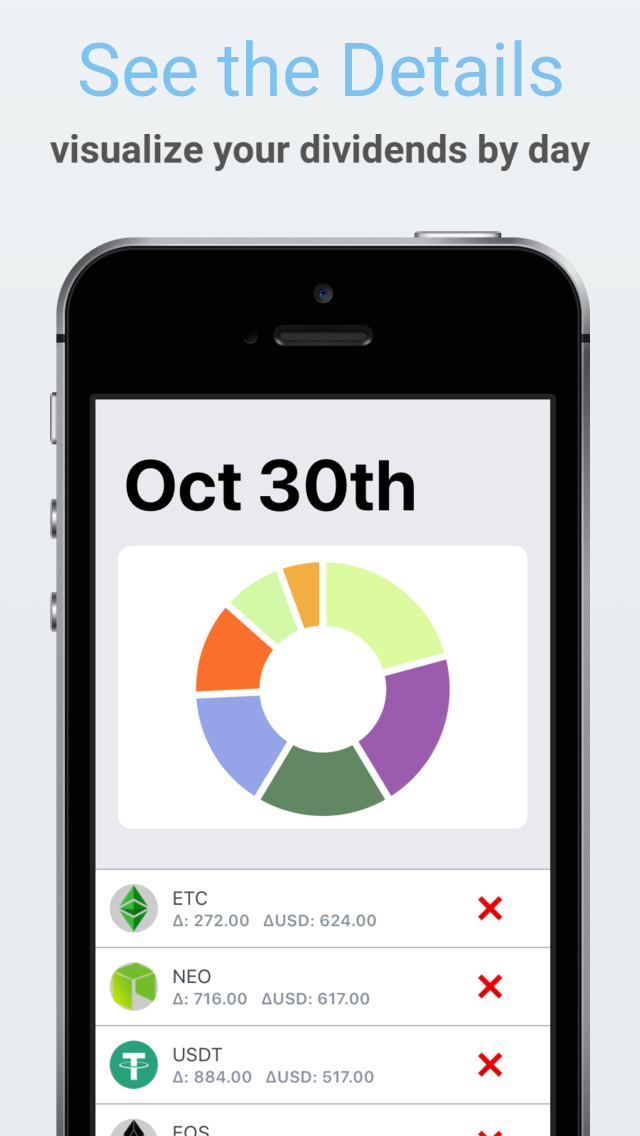 See the Details
visualize your dividends by day
Oct 30th
ETC
Δ: 272.00 ΔUSD: 624.00
NEO
Δ: 716.00 ΔUSD: 617.00
USDT
Δ: 884.00 ΔUSD: 517.00
EOS